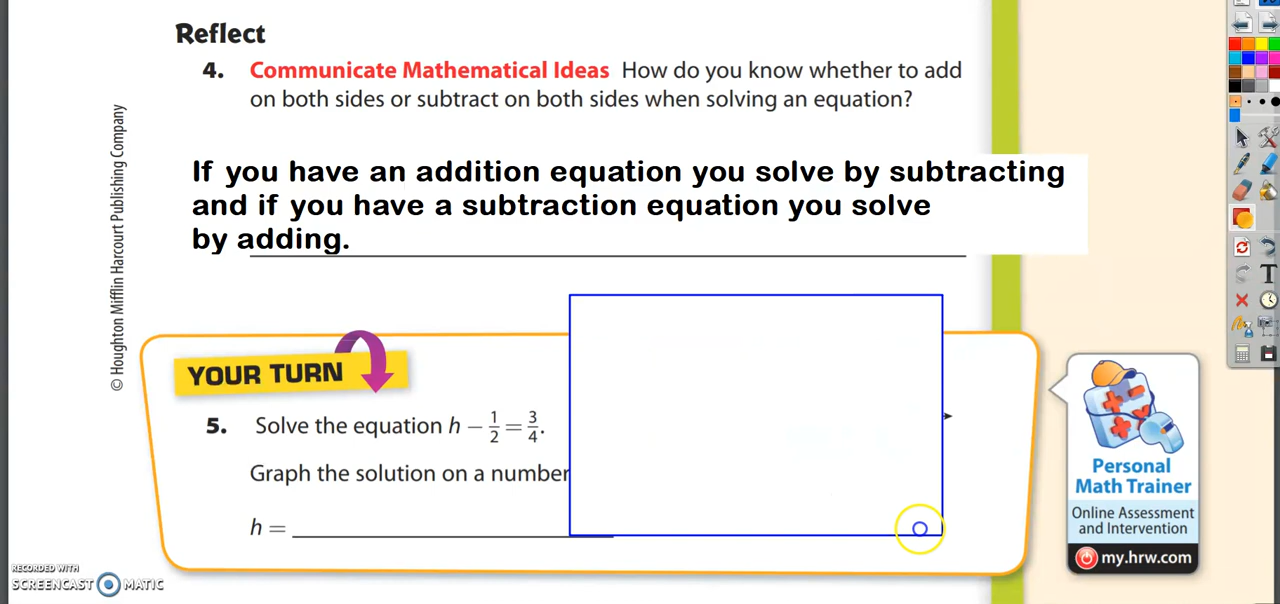 Reflect
4. Communicate Mathematical Ideas How do you know whether to add
on both sides or subtract on both sides when solving an equation?
If you have an addition equation you solve by subtracting
and if you have a subtraction equation you solve
by adding.
© Houghton Mifflin Harcourt Publishing Company
YOUR TURN
5. Solve the equation h − 1/2 = 3/4.
Graph the solution on a number
h =
Personal
Math Trainer
Online Assessment
and Intervention
my.hrw.com
RECORDED WITH
SCREENCAST MATIC
T